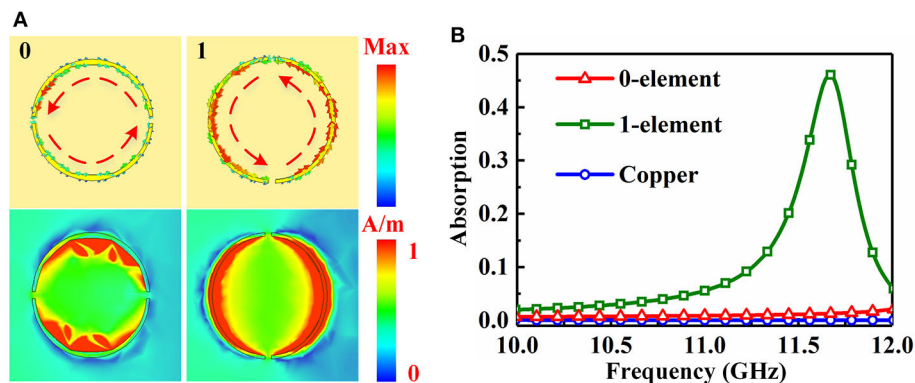 A
0
1
Max
A/m
1
0
B
0.5
0.4
0.3
0.2
0.1
0.0
Absorption
0-element
1-element
Copper
10.0 10.5 11.0 11.5 12.0
Frequency (GHz)